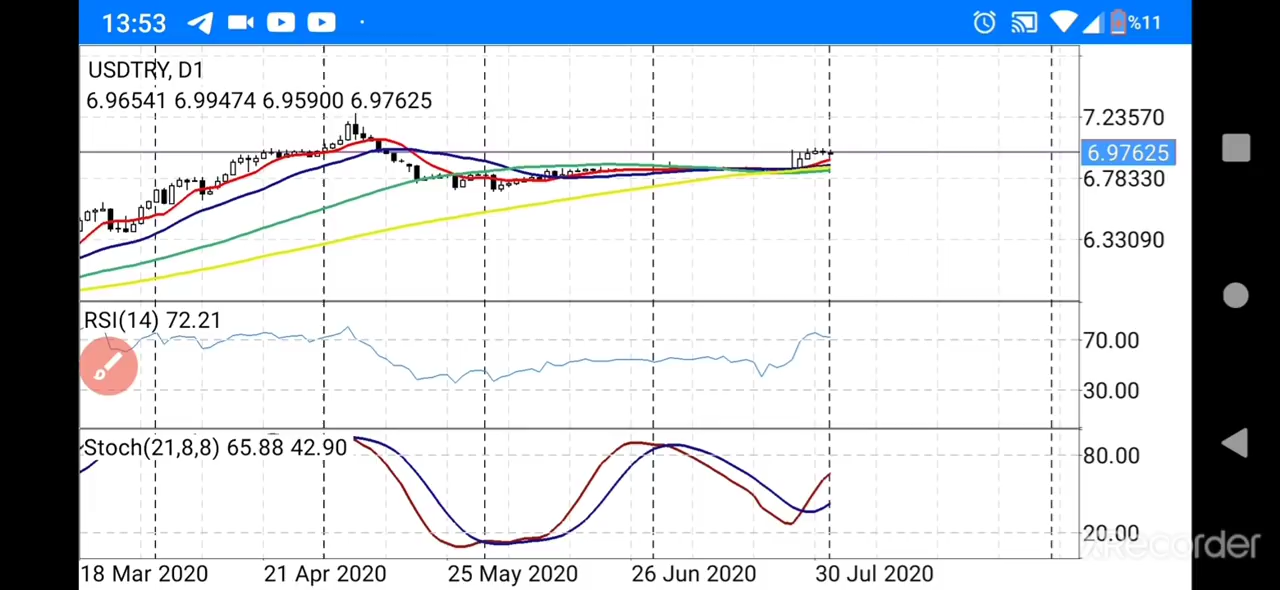 13:53
%11
USDTRY, D1
6.96541 6.99474 6.95900 6.97625
7.23570
6.97625
6.78330
6.33090
RSI(14) 72.21
70.00
30.00
Stoch(21,8,8) 65.88 42.90
80.00
20.00
18 Mar 2020 21 Apr 2020 25 May 2020 26 Jun 2020 30 Jul 2020